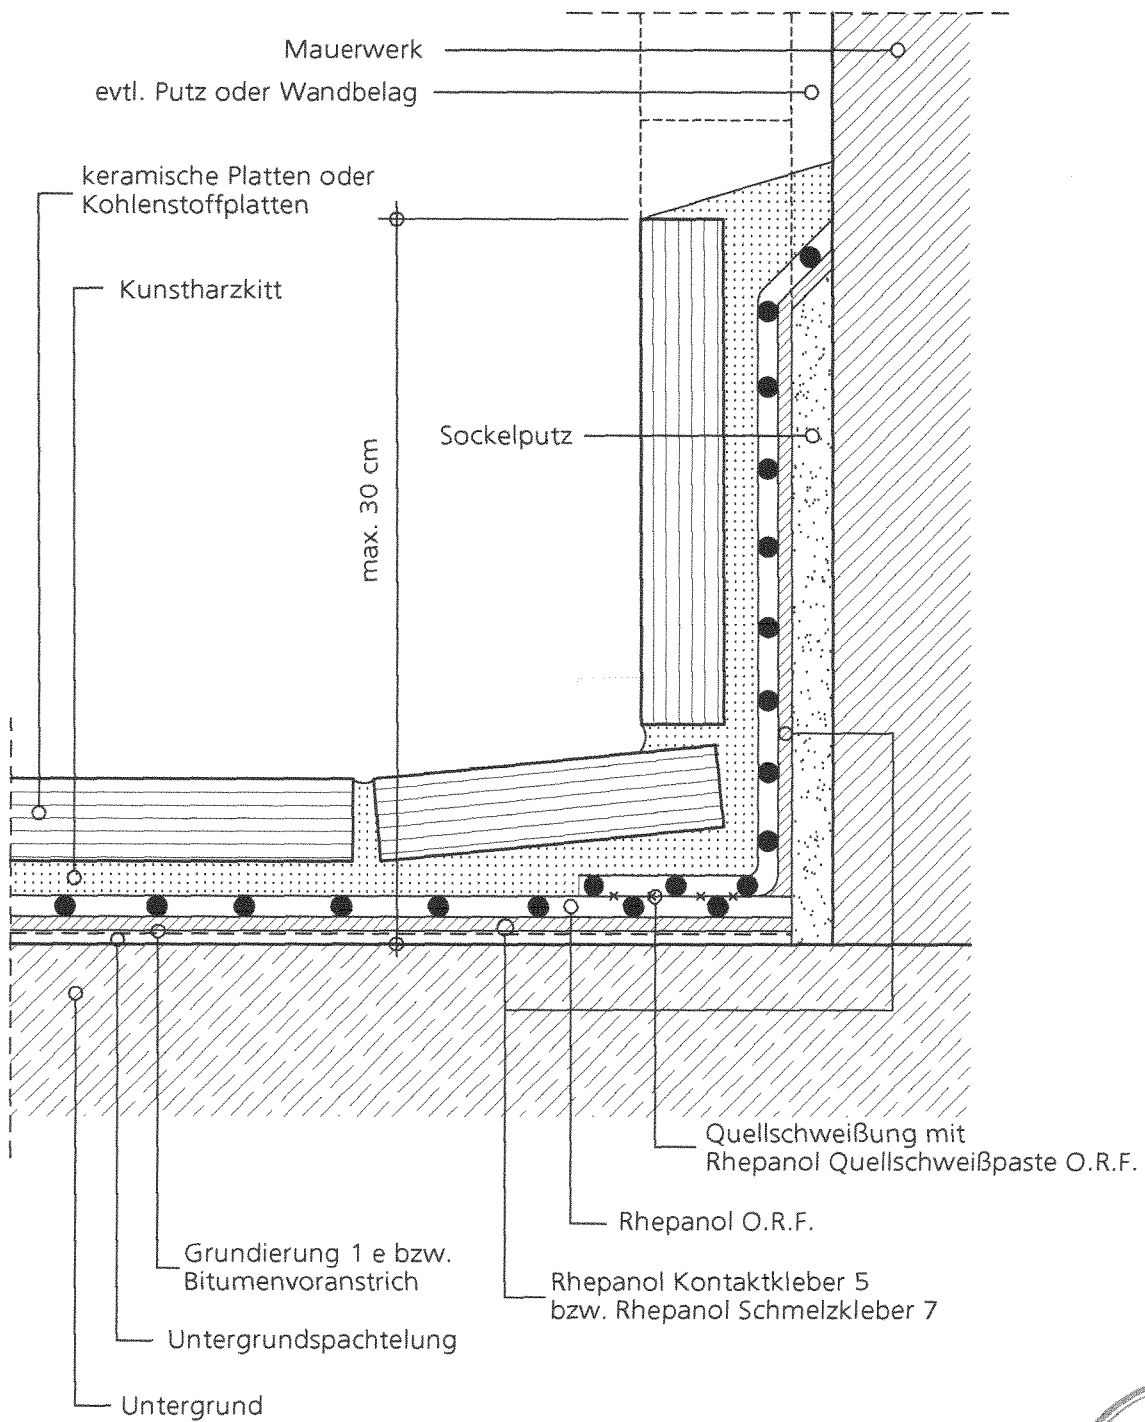 Mauerwerk
evtl. Putz oder Wandbelag
keramische Platten oder
Kohlenstoffplatten
Kunstharzkitt
max. 30 cm
Sockelputz
Quellschweißung mit
Rhepanol Quellschweißpaste O.R.F.
Rhepanol O.R.F.
Grundierung 1 e bzw.
Bitumenvoranstrich
Rhepanol Kontaktkleber 5
bzw. Rhepanol Schmelzkleber 7
Untergrundspachtelung
Untergrund